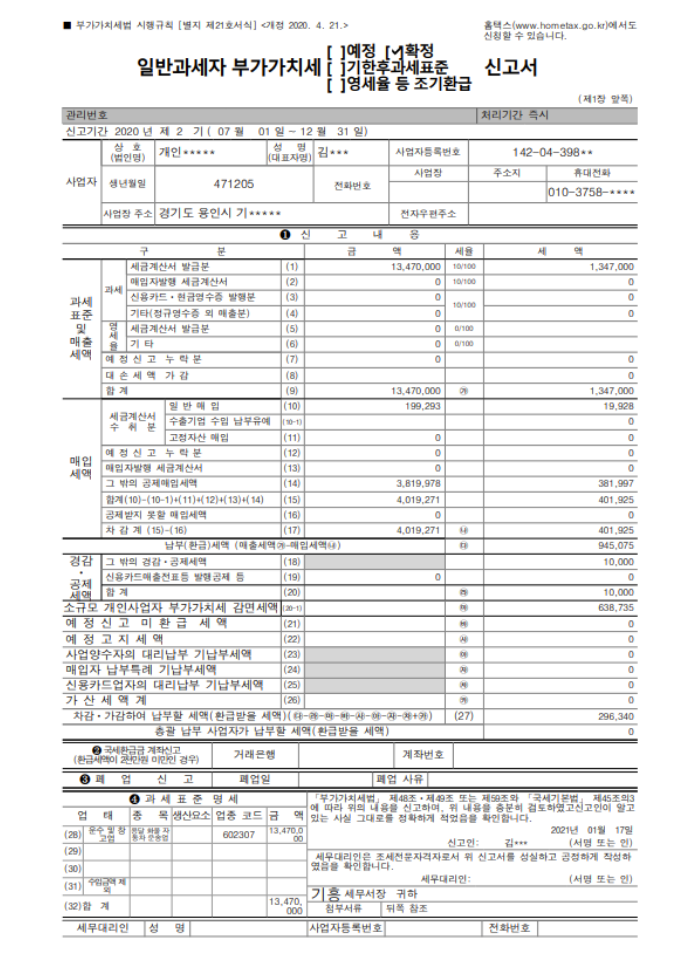 ■ 부가가치세법 시행규칙 [별지 제21호서식] <개정 2020. 4. 21.>
홈택스(www.hometax.go.kr)에서도
신청할 수 있습니다.
일반과세자 부가가치세
[ ]예정 [✓]확정
[ ]기한후과세표준
[ ]영세율 등 조기환급
신고서
(제1장 앞쪽)
관리번호 처리기간 즉시
신고기간 2020 년 제 2 기 ( 07 월 01 일 ~ 12 월 31 일)
사업자
상 호
(법인명)
개인*****
성 명
(대표자명)
김***
사업자등록번호
142-04-398**
생년월일
471205
전화번호
사업장 주소지 휴대전화
010-3758-****
사업장 주소 경기도 용인시 기***** 전자우편주소
❶ 신 고 내 용
구 분 금 액 세율 세 액
과세
표준
및
매출
세액
과세
세금계산서 발급분 (1) 13,470,000 10/100 1,347,000
매입자발행 세금계산서 (2) 0 10/100 0
신용카드・현금영수증 발행분 (3) 0 10/100 0
기타(정규영수증 외 매출분) (4) 0 0
영
세
율
세금계산서 발급분 (5) 0 0/100 0
기 타 (6) 0 0/100 0
예 정 신 고 누 락 분 (7) 0 0
대 손 세 액 가 감 (8) 0
합 계 (9) 13,470,000 ㉮ 1,347,000
매입
세액
세금계산서
수 취 분
일 반 매 입 (10) 199,293 19,928
수출기업 수입 납부유예 (10-1) 0
고정자산 매입 (11) 0 0
예 정 신 고 누 락 분 (12) 0 0
매입자발행 세금계산서 (13) 0 0
그 밖의 공제매입세액 (14) 3,819,978 381,997
합계(10)-(10-1)+(11)+(12)+(13)+(14) (15) 4,019,271 401,925
공제받지 못할 매입세액 (16) 0 0
차 감 계 (15)-(16) (17) 4,019,271 ㉯ 401,925
납부(환급)세액 (매출세액㉮-매입세액㉯) ㉰ 945,075
경감
・
공제
세액
그 밖의 경감・공제세액 (18) 10,000
신용카드매출전표등 발행공제 등 (19) 0 0
합 계 (20) ㉱ 10,000
소규모 개인사업자 부가가치세 감면세액 (20-1) ㉲ 638,735
예 정 신 고 미 환 급 세 액 (21) ㉳ 0
예 정 고 지 세 액 (22) ㉴ 0
사업양수자의 대리납부 기납부세액 (23) ㉵ 0
매입자 납부특례 기납부세액 (24) ㉶ 0
신용카드업자의 대리납부 기납부세액 (25) ㉷ 0
가 산 세 액 계 (26) ㉸ 0
차감・가감하여 납부할 세액(환급받을 세액)(㉰-㉱-㉲-㉳-㉴-㉵-㉶-㉷+㉸) (27) 296,340
총괄 납부 사업자가 납부할 세액(환급받을 세액) 0
❷ 국세환급금 계좌신고
(환급세액이 2천만원 미만인 경우)
거래은행 계좌번호
❸ 폐 업 신 고 폐업일 폐업 사유
❹ 과 세 표 준 명 세
업 태 종 목 생산요소 업종 코드 금 액
(28) 운수 및 창고업 용달 화물 자동차 운송업 602307 13,470,000
(29)
(30)
(31) 수입금액 제외
(32)합 계 13,470,000
「부가가치세법」 제48조・제49조 또는 제59조와 「국세기본법」 제45조의3
에 따라 위의 내용을 신고하며, 위 내용을 충분히 검토하였고신고인이 알고
있는 사실 그대로를 정확하게 적었음을 확인합니다.
2021년 01월 17일
신고인: 김*** (서명 또는 인)
세무대리인은 조세전문자격자로서 위 신고서를 성실하고 공정하게 작성하
였음을 확인합니다.
세무대리인: (서명 또는 인)
기흥 세무서장 귀하
첨부서류 뒤쪽 참조
세무대리인 성 명 사업자등록번호 전화번호